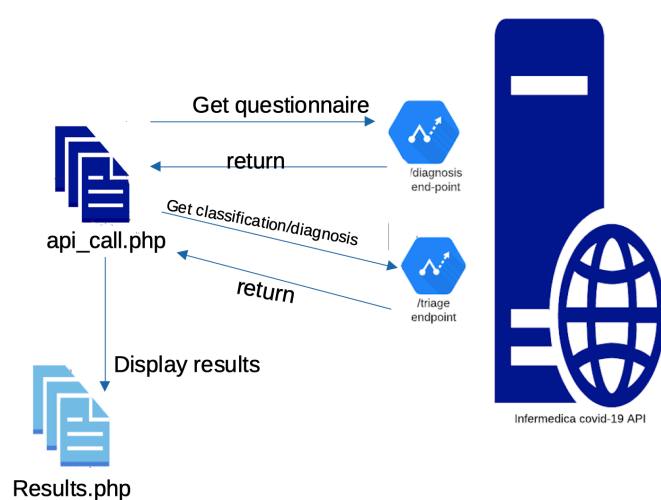 Get questionnaire
return
/diagnosis
end-point
Get classification/diagnosis
api_call.php
return
/triage
endpoint
Display results
Infermedica covid-19 API
Results.php